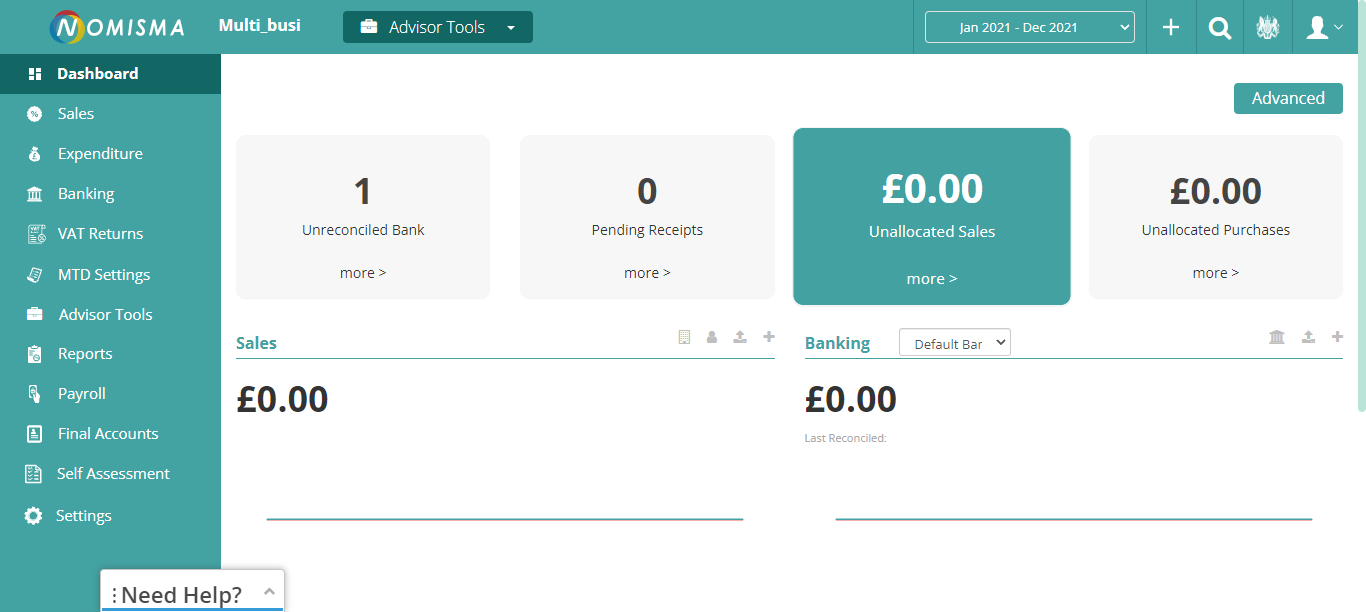 NOMISMA
Multi_busi
Advisor Tools
Jan 2021 - Dec 2021
Dashboard
Sales
Expenditure
Banking
VAT Returns
MTD Settings
Advisor Tools
Reports
Payroll
Final Accounts
Self Assessment
Settings
Need Help?
Advanced
1
Unreconciled Bank
more >
0
Pending Receipts
more >
£0.00
Unallocated Sales
more >
£0.00
Unallocated Purchases
more >
Sales
£0.00
Banking
Default Bar
£0.00
Last Reconciled: